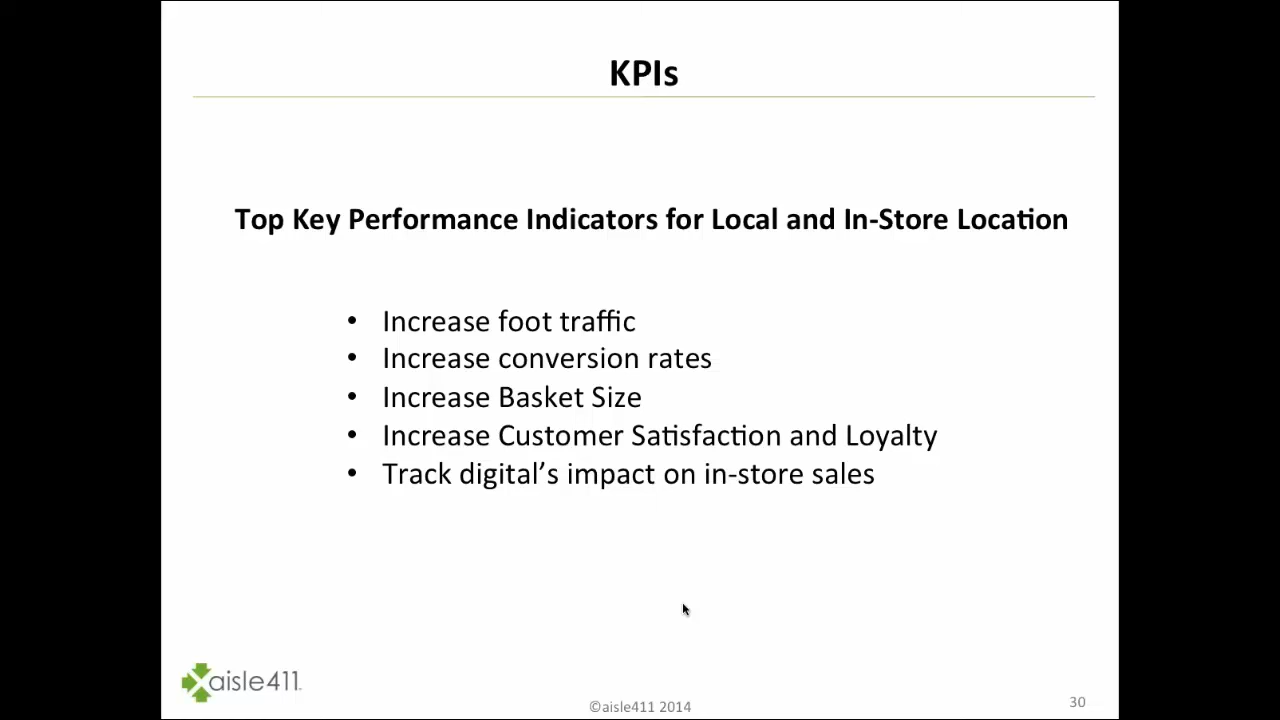 KPIs
Top Key Performance Indicators for Local and In-Store Location
• Increase foot traffic
• Increase conversion rates
• Increase Basket Size
• Increase Customer Satisfaction and Loyalty
• Track digital’s impact on in-store sales
aisle411
©aisle411 2014
30